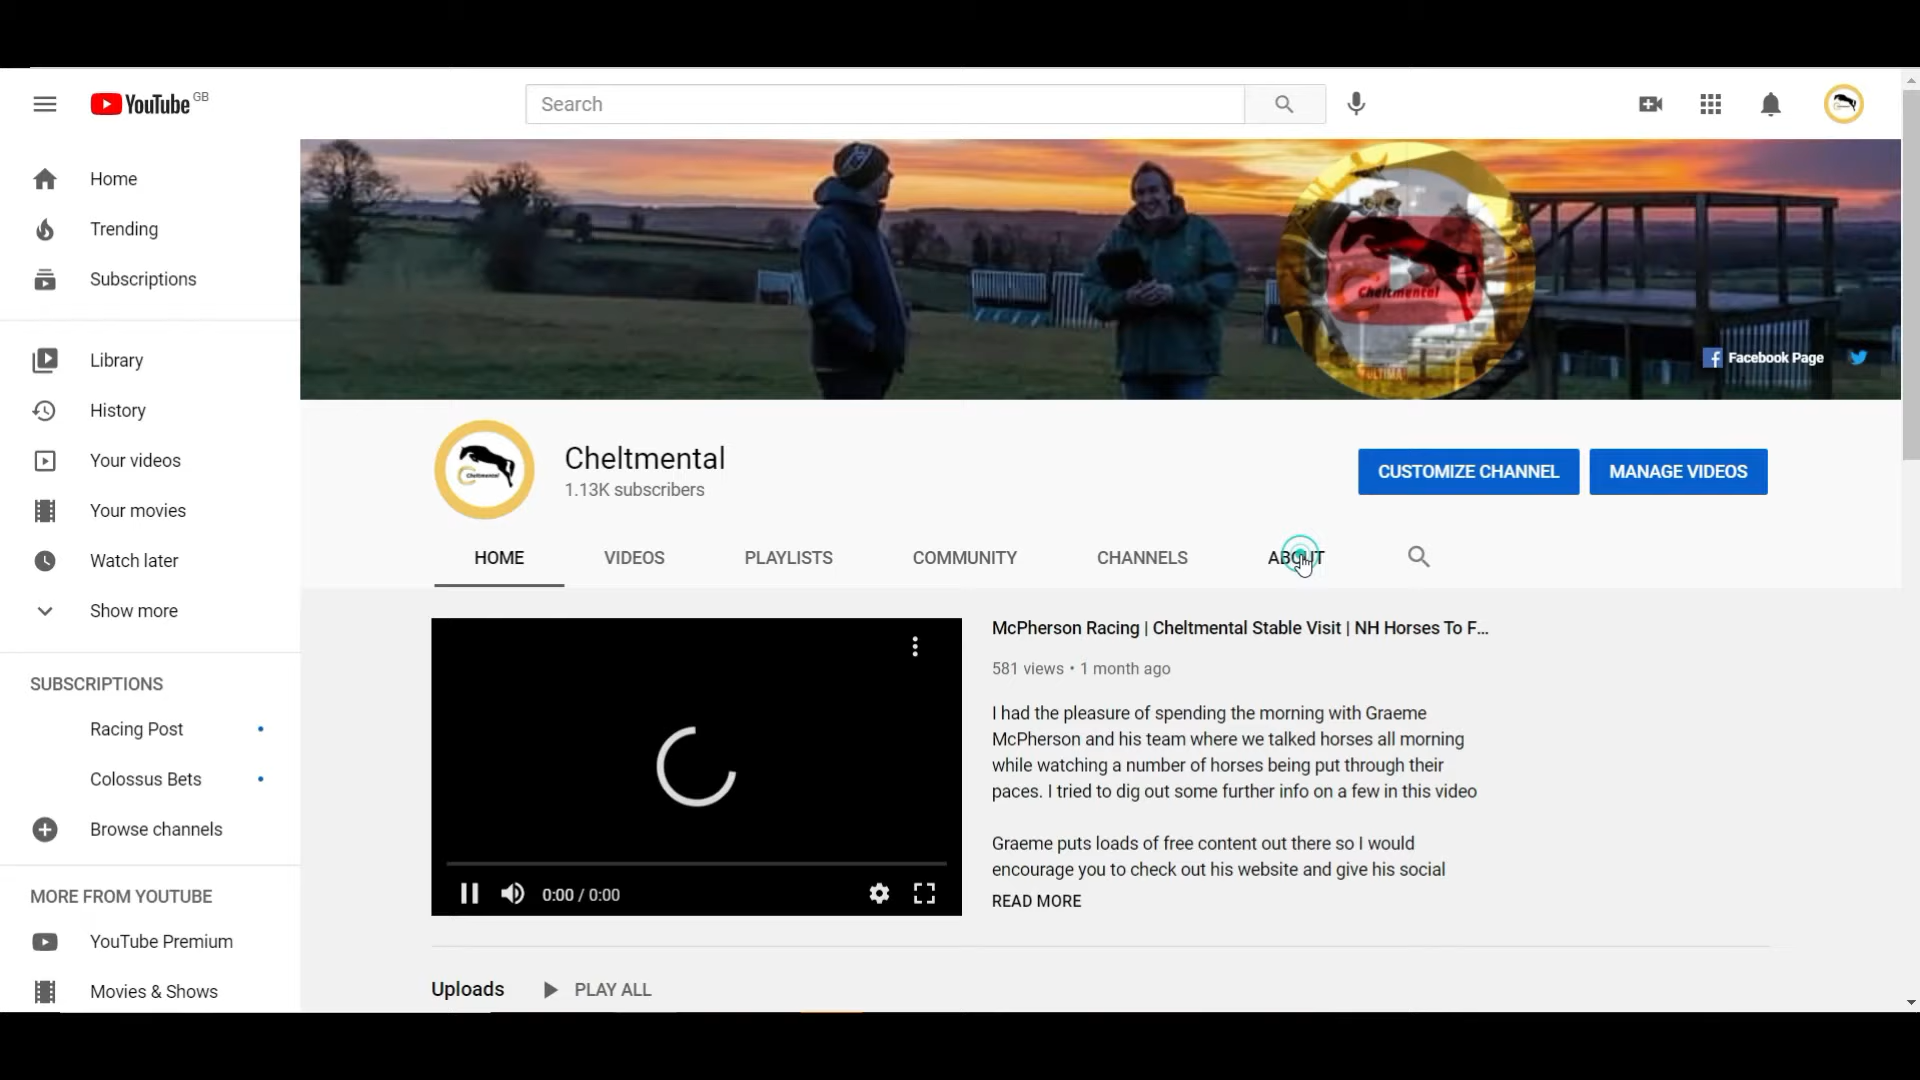 YouTube GB
Search
Home
Trending
Subscriptions
Library
History
Your videos
Your movies
Watch later
Show more
SUBSCRIPTIONS
Racing Post
Colossus Bets
Browse channels
MORE FROM YOUTUBE
YouTube Premium
Movies & Shows
Cheltmental
Facebook Page
Cheltmental
Cheltmental
1.13K subscribers
CUSTOMIZE CHANNEL
MANAGE VIDEOS
HOME
VIDEOS
PLAYLISTS
COMMUNITY
CHANNELS
ABOUT
0:00 / 0:00
McPherson Racing | Cheltmental Stable Visit | NH Horses To F...
581 views • 1 month ago
I had the pleasure of spending the morning with Graeme
McPherson and his team where we talked horses all morning
while watching a number of horses being put through their
paces. I tried to dig out some further info on a few in this video
Graeme puts loads of free content out there so I would
encourage you to check out his website and give his social
READ MORE
Uploads
PLAY ALL